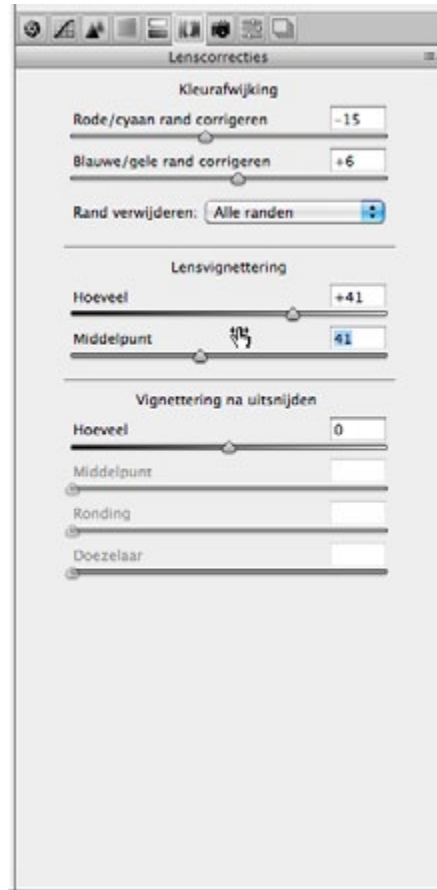 Lenscorrecties
Kleurafwijking
Rode/cyaan rand corrigeren -15
Blauwe/gele rand corrigeren +6
Rand verwijderen: Alle randen
Lensvignettering
Hoeveel +41
Middelpunt 41
Vignettering na uitsnijden
Hoeveel 0
Middelpunt
Ronding
Doezelaar